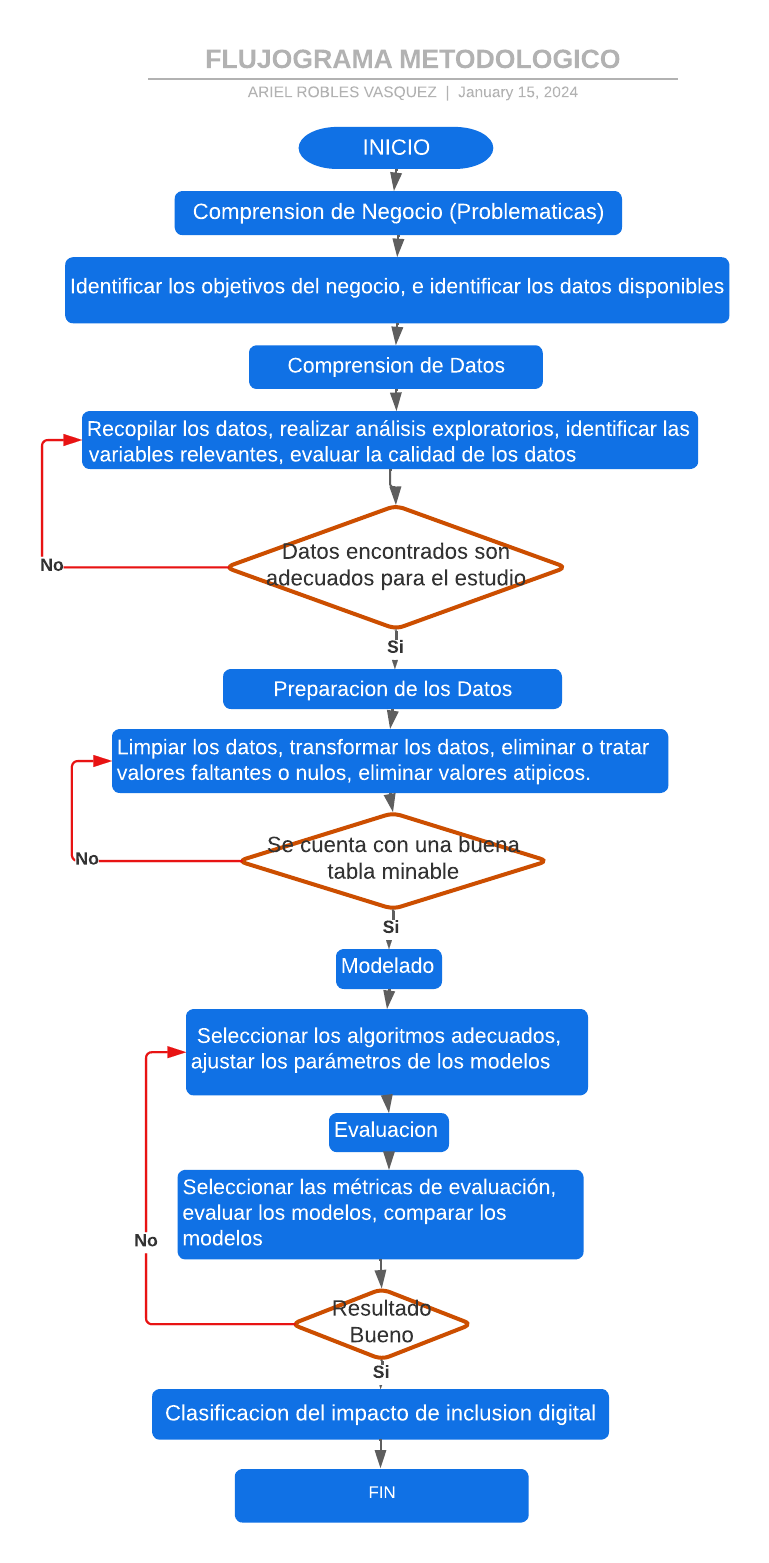 FLUJOGRAMA METODOLOGICO
ARIEL ROBLES VASQUEZ | January 15, 2024
INICIO
Comprension de Negocio (Problematicas)
Identificar los objetivos del negocio, e identificar los datos disponibles
Comprension de Datos
Recopilar los datos, realizar análisis exploratorios, identificar las
variables relevantes, evaluar la calidad de los datos
Datos encontrados son
adecuados para el estudio
No
Si
Preparacion de los Datos
Limpiar los datos, transformar los datos, eliminar o tratar
valores faltantes o nulos, eliminar valores atipicos.
Se cuenta con una buena
tabla minable
No
Si
Modelado
Seleccionar los algoritmos adecuados,
ajustar los parámetros de los modelos
Evaluacion
Seleccionar las métricas de evaluación,
evaluar los modelos, comparar los
modelos
No
Resultado
Bueno
Si
Clasificacion del impacto de inclusion digital
FIN